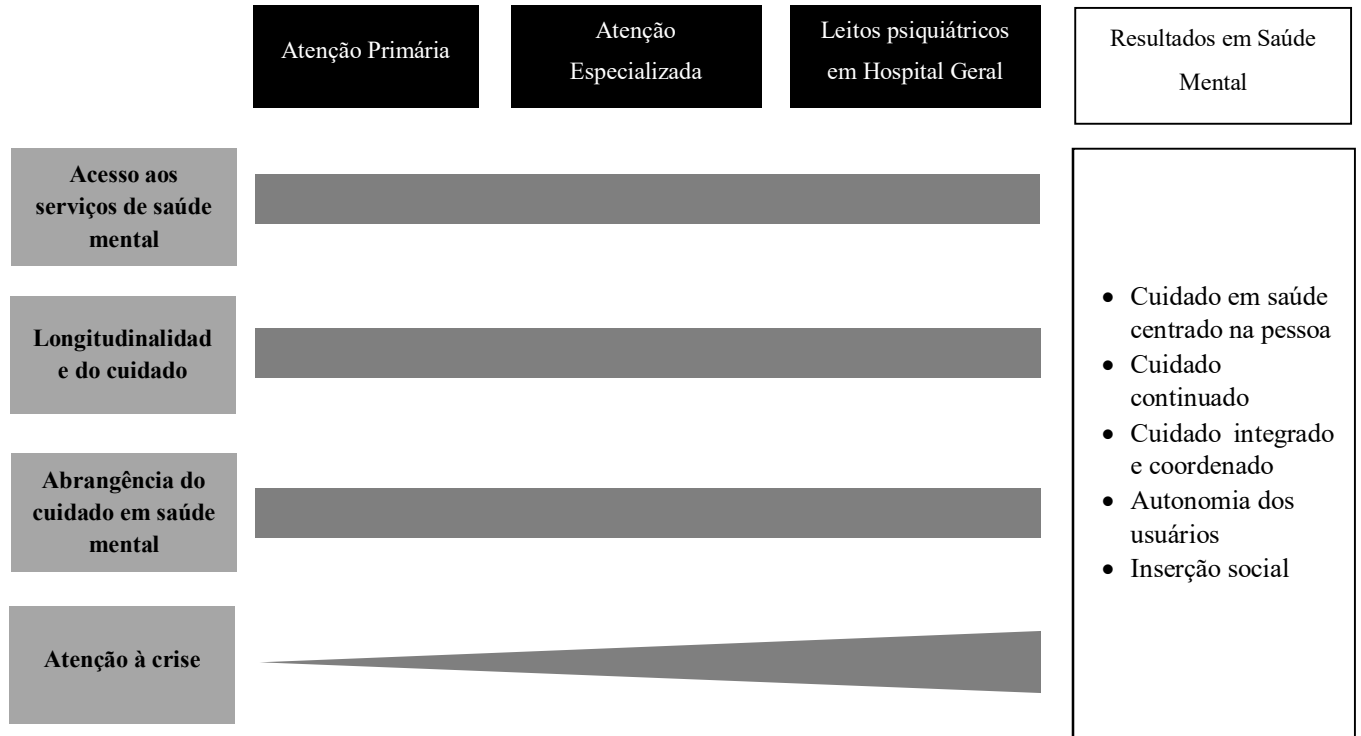 Atenção Primária
Atenção
Especializada
Leitos psiquiátricos
em Hospital Geral
Resultados em Saúde
Mental
Acesso aos
serviços de saúde
mental
Longitudinalidad
e do cuidado
Abrangência do
cuidado em saúde
mental
Atenção à crise
• Cuidado em saúde
centrado na pessoa
• Cuidado
continuado
• Cuidado integrado
e coordenado
• Autonomia dos
usuários
• Inserção social